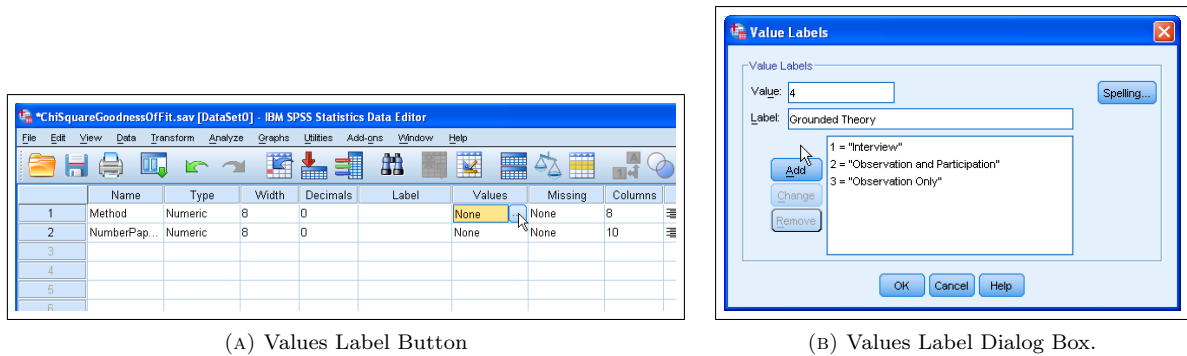 *ChiSquareGoodnessOfFit.sav [DataSet0] - IBM SPSS Statistics Data Editor
File Edit View Data Transform Analyze Graphs Utilities Add-ons Window Help
Name Type Width Decimals Label Values Missing Columns
1 Method Numeric 8 0 None ... None 8
2 NumberPap... Numeric 8 0 None None 10
3
4
5
6
(A) Values Label Button
Value Labels
Value Labels
Value: 4
Spelling...
Label: Grounded Theory
1 = "Interview"
2 = "Observation and Participation"
3 = "Observation Only"
Add
Change
Remove
OK Cancel Help
(B) Values Label Dialog Box.